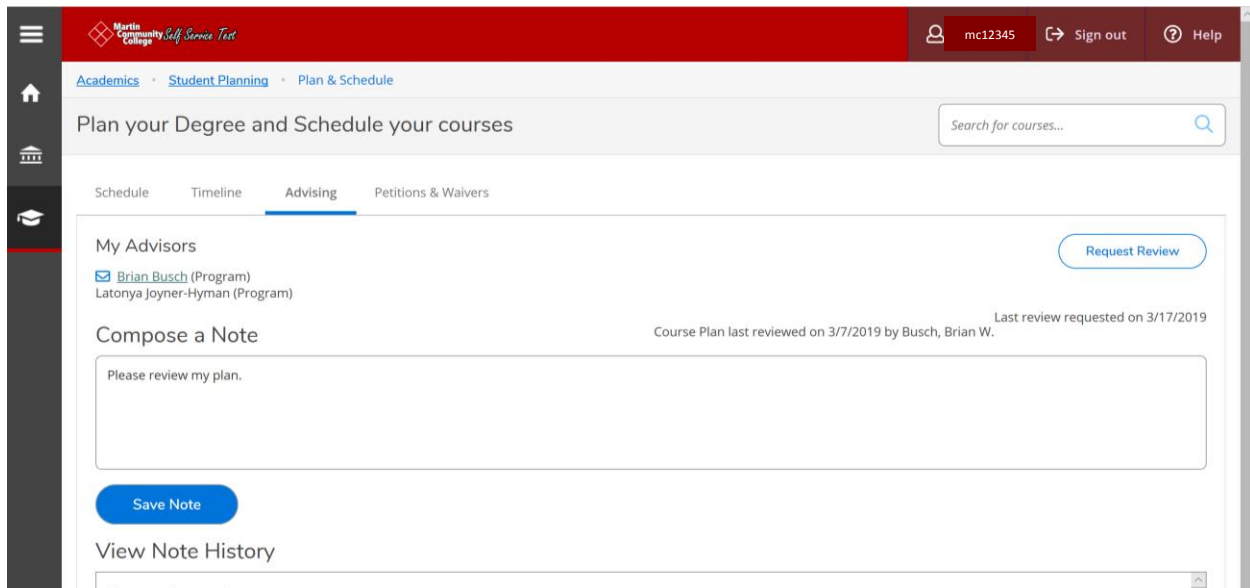 Martin
Community
College
Self Service Test
mc12345
Sign out
Help
Academics
Student Planning
Plan & Schedule
Plan your Degree and Schedule your courses
Search for courses...
Schedule
Timeline
Advising
Petitions & Waivers
My Advisors
Request Review
Brian Busch (Program)
Latonya Joyner-Hyman (Program)
Last review requested on 3/17/2019
Compose a Note
Course Plan last reviewed on 3/7/2019 by Busch, Brian W.
Please review my plan.
Save Note
View Note History